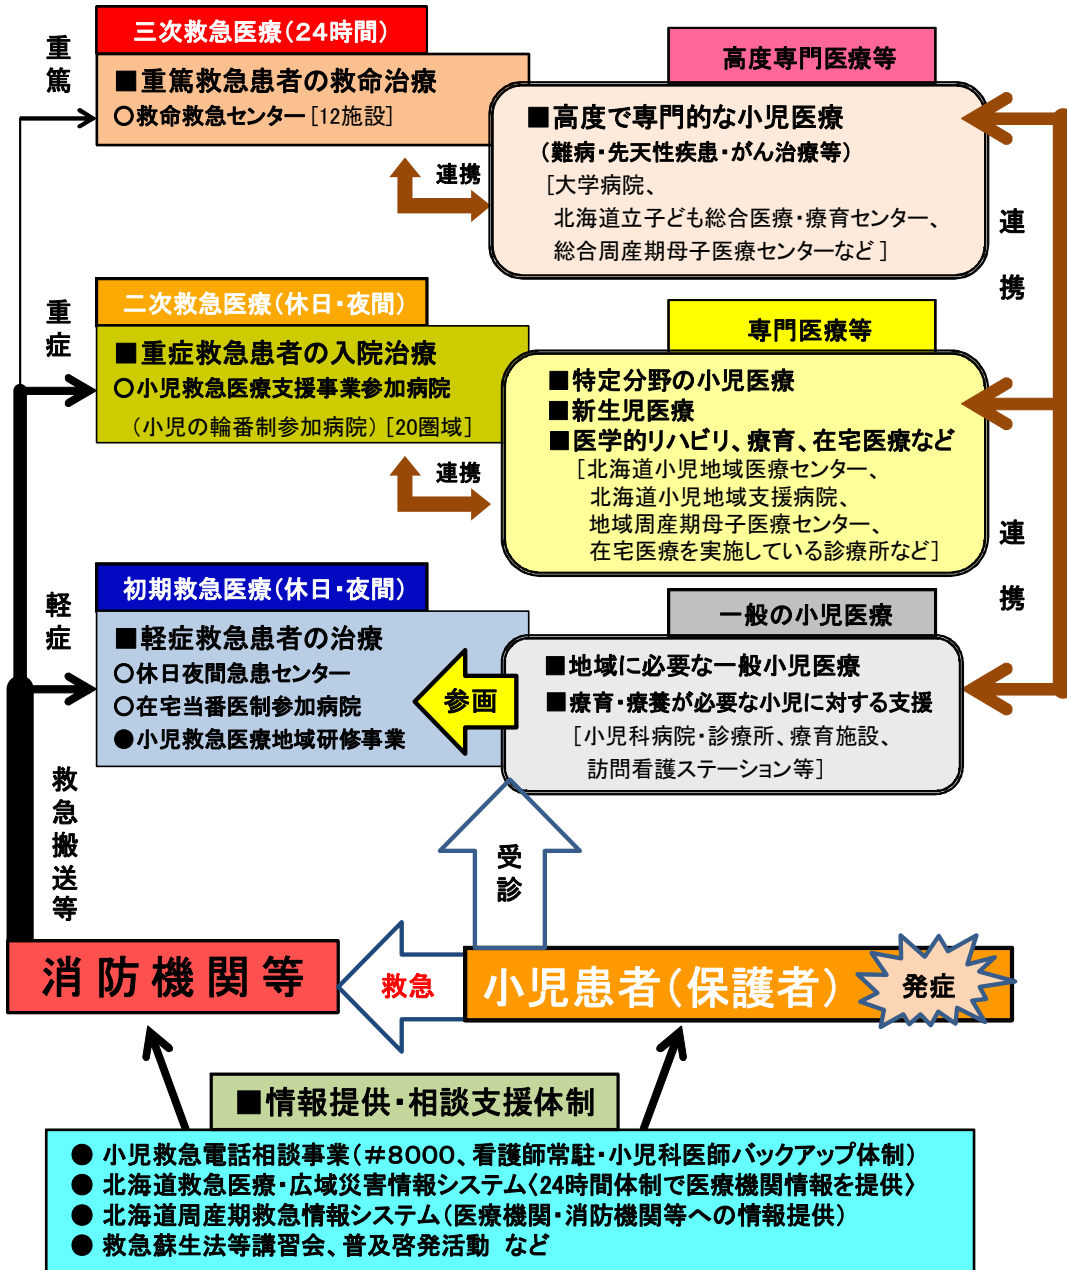 重篤
三次救急医療(24時間)
■重篤救急患者の救命治療
○救命救急センター[12施設]
高度専門医療等
■高度で専門的な小児医療
(難病・先天性疾患・がん治療等)
[大学病院、
北海道立子ども総合医療・療育センター、
総合周産期母子医療センターなど]
連携
連携
重症
二次救急医療(休日・夜間)
■重症救急患者の入院治療
○小児救急医療支援事業参加病院
(小児の輪番制参加病院)[20圏域]
専門医療等
■特定分野の小児医療
■新生児医療
■医学的リハビリ、療育、在宅医療など
[北海道小児地域医療センター、
北海道小児地域支援病院、
地域周産期母子医療センター、
在宅医療を実施している診療所など]
連携
連携
軽症
初期救急医療(休日・夜間)
■軽症救急患者の治療
○休日夜間急患センター
○在宅当番医制参加病院
●小児救急医療地域研修事業
参画
一般の小児医療
■地域に必要な一般小児医療
■療育・療養が必要な小児に対する支援
[小児科病院・診療所、療育施設、
訪問看護ステーション等]
救急搬送等
受診
消防機関等
救急
小児患者(保護者)
発症
■情報提供・相談支援体制
● 小児救急電話相談事業(#8000、看護師常駐・小児科医師バックアップ体制)
● 北海道救急医療・広域災害情報システム〈24時間体制で医療機関情報を提供〉
● 北海道周産期救急情報システム(医療機関・消防機関等への情報提供)
● 救急蘇生法等講習会、普及啓発活動 など